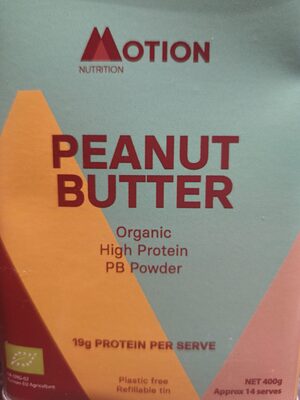 MOTION
NUTRITION
PEANUT
BUTTER
Organic
High Protein
PB Powder
19g PROTEIN PER SERVE
Plastic free
Refillable tin
NET 400g
Approx 14 serves
Agriculture